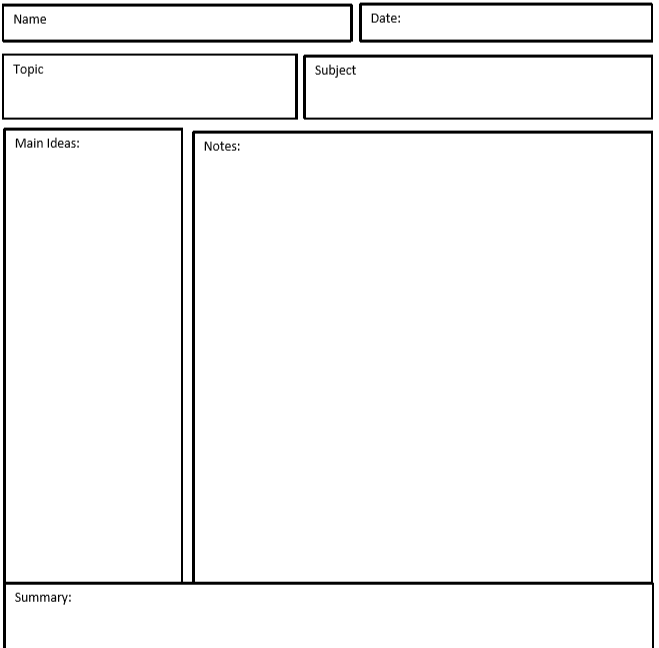 Name
Date:
Topic
Subject
Main Ideas:
Notes:
Summary: